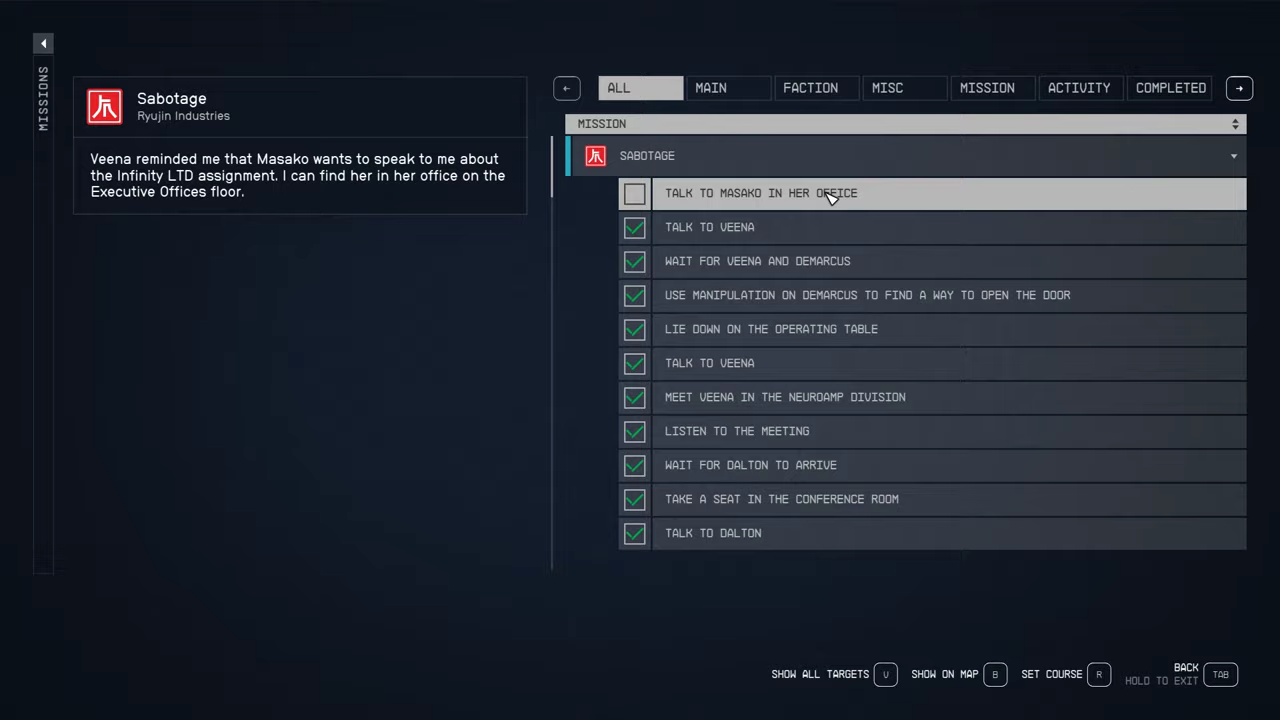 MISSIONS
Sabotage
Ryujin Industries
Veena reminded me that Masako wants to speak to me about
the Infinity LTD assignment. I can find her in her office on the
Executive Offices floor.
ALL MAIN FACTION MISC MISSION ACTIVITY COMPLETED
MISSION
SABOTAGE
TALK TO MASAKO IN HER OFFICE
TALK TO VEENA
WAIT FOR VEENA AND DEMARCUS
USE MANIPULATION ON DEMARCUS TO FIND A WAY TO OPEN THE DOOR
LIE DOWN ON THE OPERATING TABLE
TALK TO VEENA
MEET VEENA IN THE NEUROAMP DIVISION
LISTEN TO THE MEETING
WAIT FOR DALTON TO ARRIVE
TAKE A SEAT IN THE CONFERENCE ROOM
TALK TO DALTON
SHOW ALL TARGETS V SHOW ON MAP B SET COURSE R BACK TAB
HOLD TO EXIT